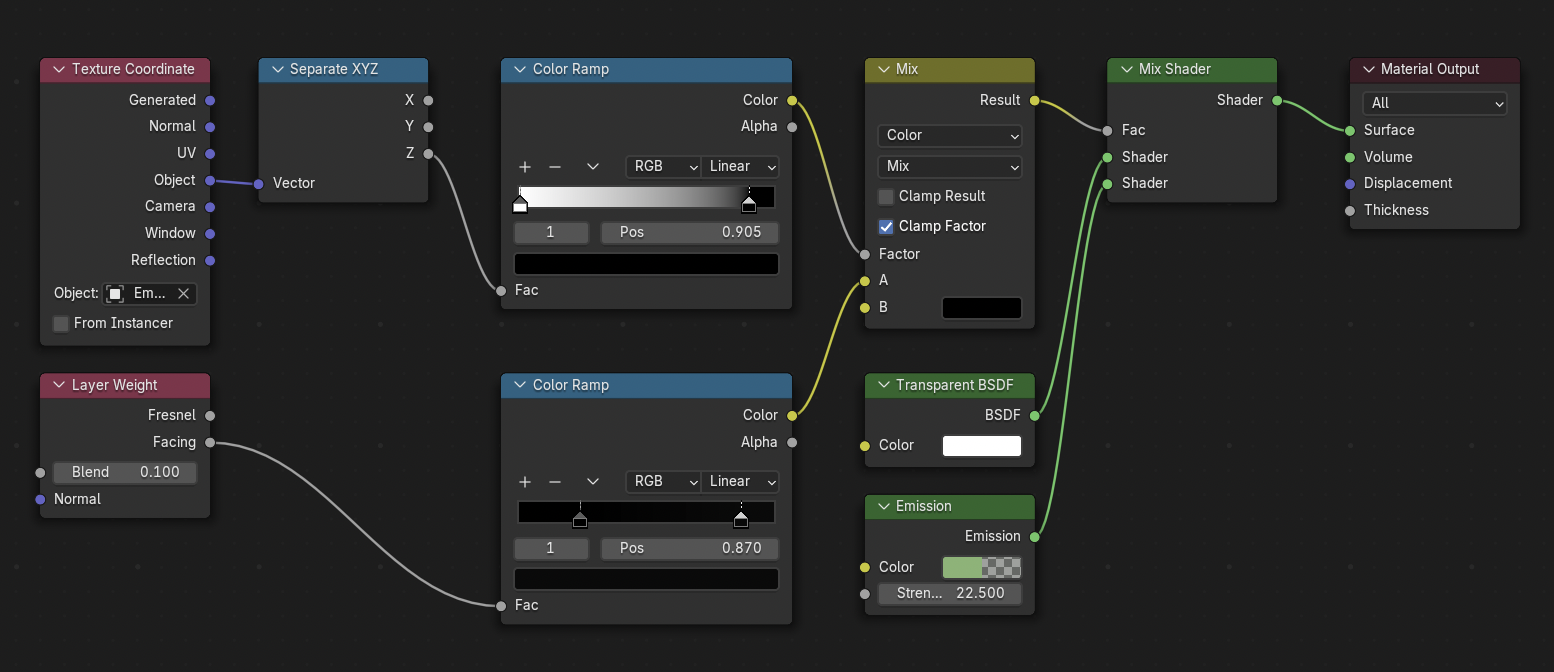 Texture Coordinate
Generated
Normal
UV
Object
Camera
Window
Reflection
Object: Em...
From Instancer
Layer Weight
Fresnel
Facing
Blend 0.100
Normal
Separate XYZ
X
Y
Z
Vector
Color Ramp
Color
Alpha
RGB Linear
1 Pos 0.905
Fac
Color Ramp
Color
Alpha
RGB Linear
1 Pos 0.870
Fac
Mix
Result
Color
Mix
Clamp Result
Clamp Factor
Factor
A
B
Transparent BSDF
BSDF
Color
Emission
Emission
Color
Stren... 22.500
Mix Shader
Shader
Fac
Shader
Shader
Material Output
All
Surface
Volume
Displacement
Thickness